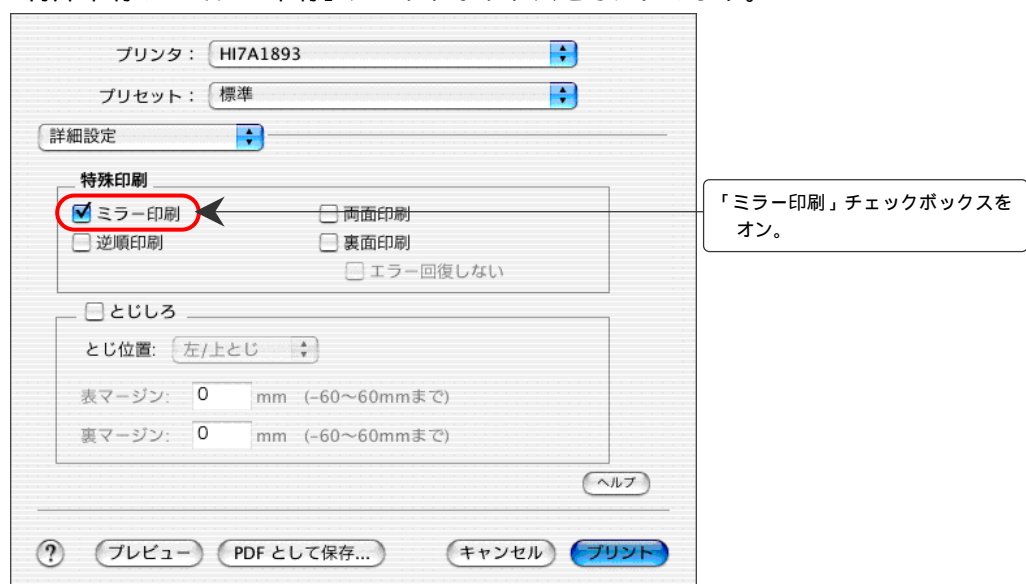 プリンタ： HI7A1893
プリセット： 標準
詳細設定
特殊印刷
ミラー印刷
両面印刷
逆順印刷
裏面印刷
エラー回復しない
「ミラー印刷」チェックボックスを
オン。
とじしろ
とじ位置: 左/上とじ
表マージン: 0 mm (-60～60mmまで)
裏マージン: 0 mm (-60～60mmまで)
ヘルプ
? プレビュー PDF として保存... キャンセル プリント